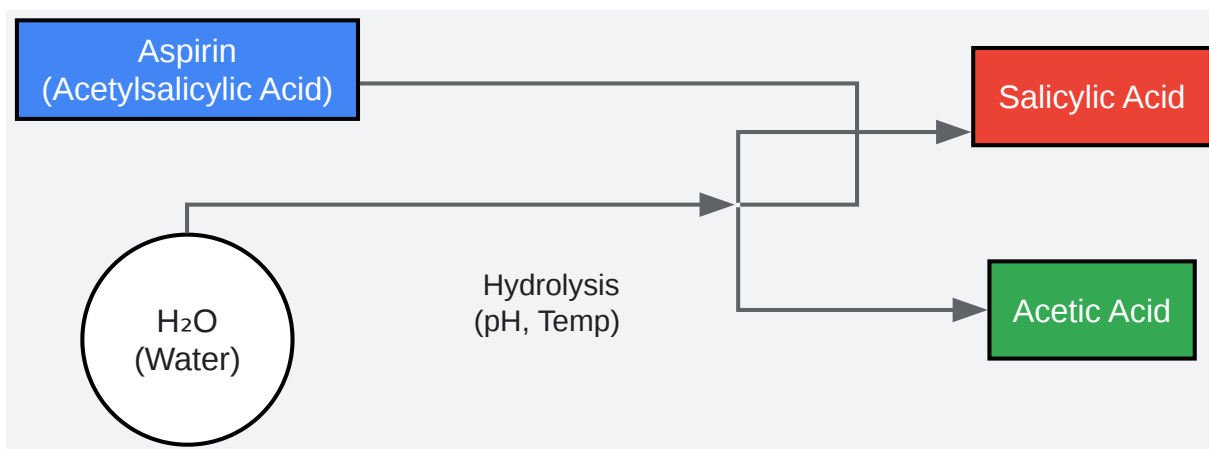 Aspirin
(Acetylsalicylic Acid)
Salicylic Acid
H₂O
(Water)
Hydrolysis
(pH, Temp)
Acetic Acid